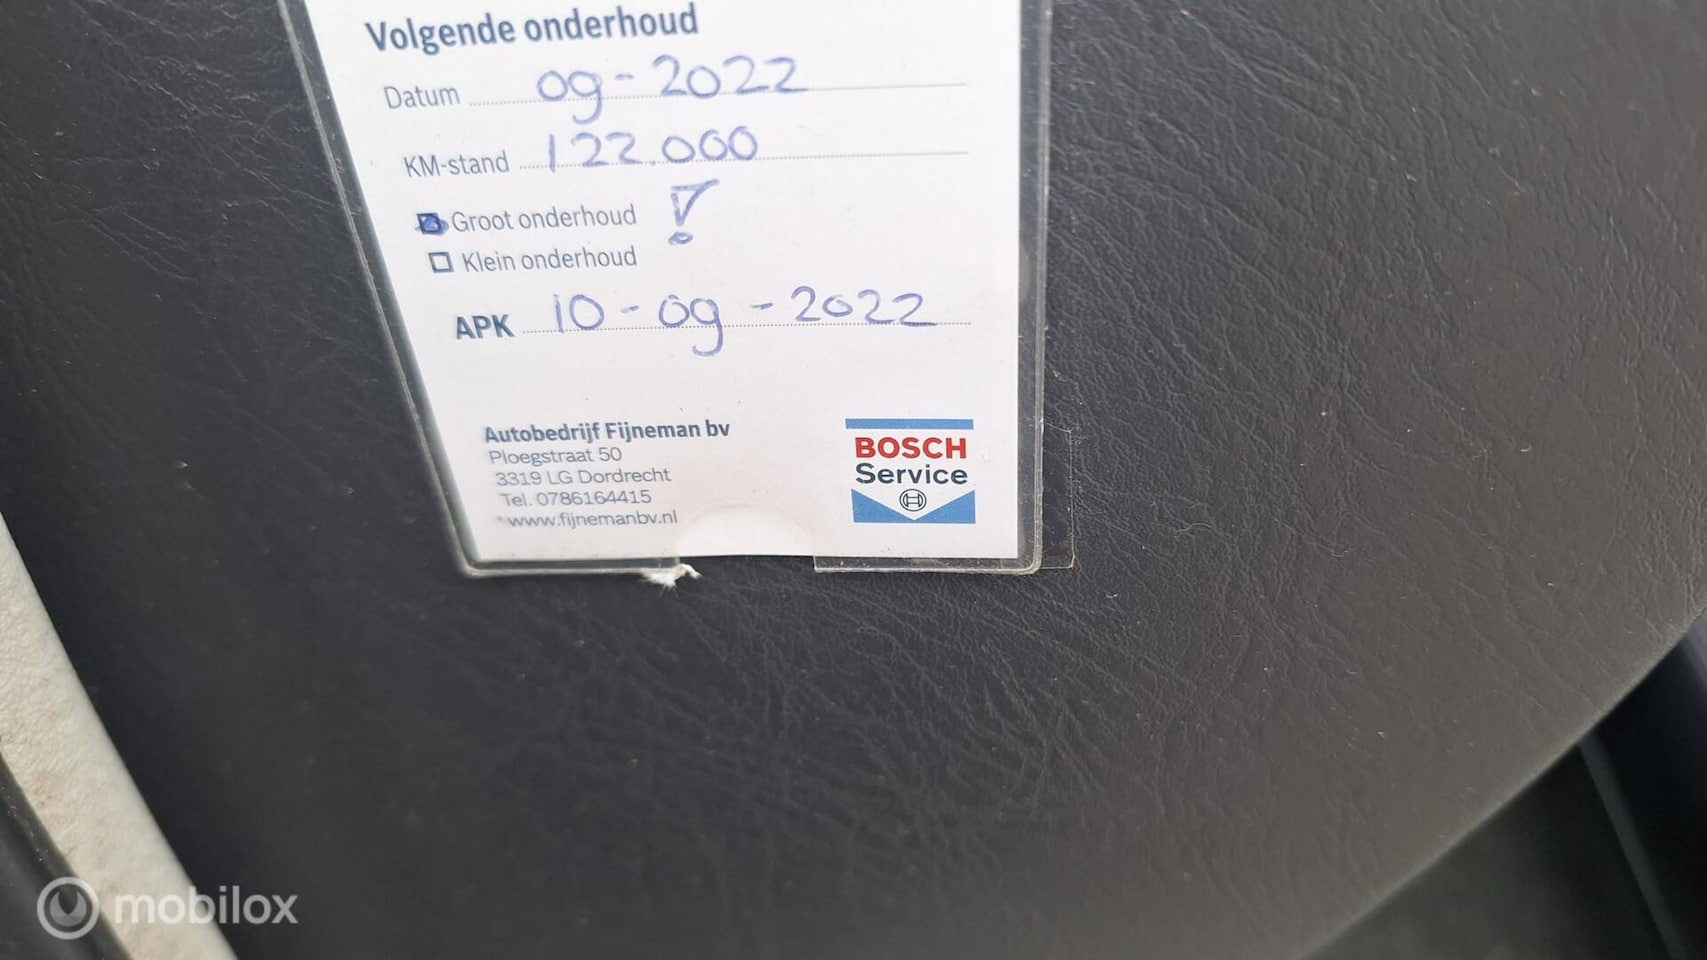 Volgende onderhoud
Datum 09-2022
KM-stand 122.000
Groot onderhoud !
Klein onderhoud
APK 10-09-2022
Autobedrijf Fijneman bv
Ploegstraat 50
3319 LG Dordrecht
Tel. 0786164415
www.fijnemanbv.nl
BOSCH
Service
mobilox